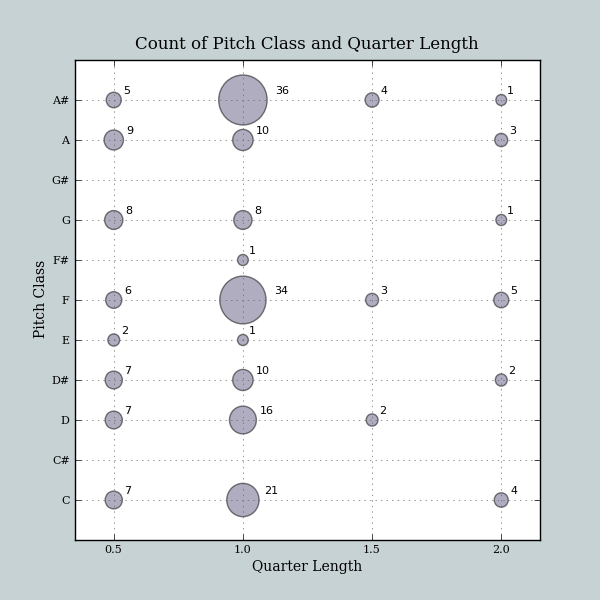 Count of Pitch Class and Quarter Length
A# 5 36 4 1
A 9 10 3
G#
G 8 8 1
F# 1
F 6 34 3 5
E 2 1
D# 7 10 2
D 7 16 2
C#
C 7 21 4
Pitch Class
0.5 1.0 1.5 2.0
Quarter Length